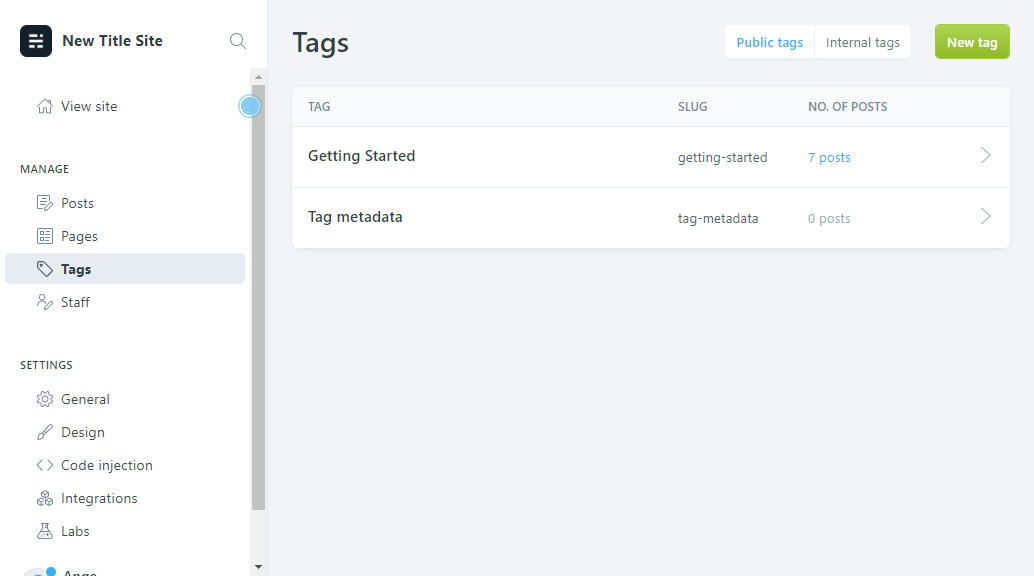 New Title Site
View site
MANAGE
Posts
Pages
Tags
Staff
SETTINGS
General
Design
Code injection
Integrations
Labs
Ange
Tags
Public tags
Internal tags
New tag
TAG SLUG NO. OF POSTS
Getting Started getting-started 7 posts
Tag metadata tag-metadata 0 posts